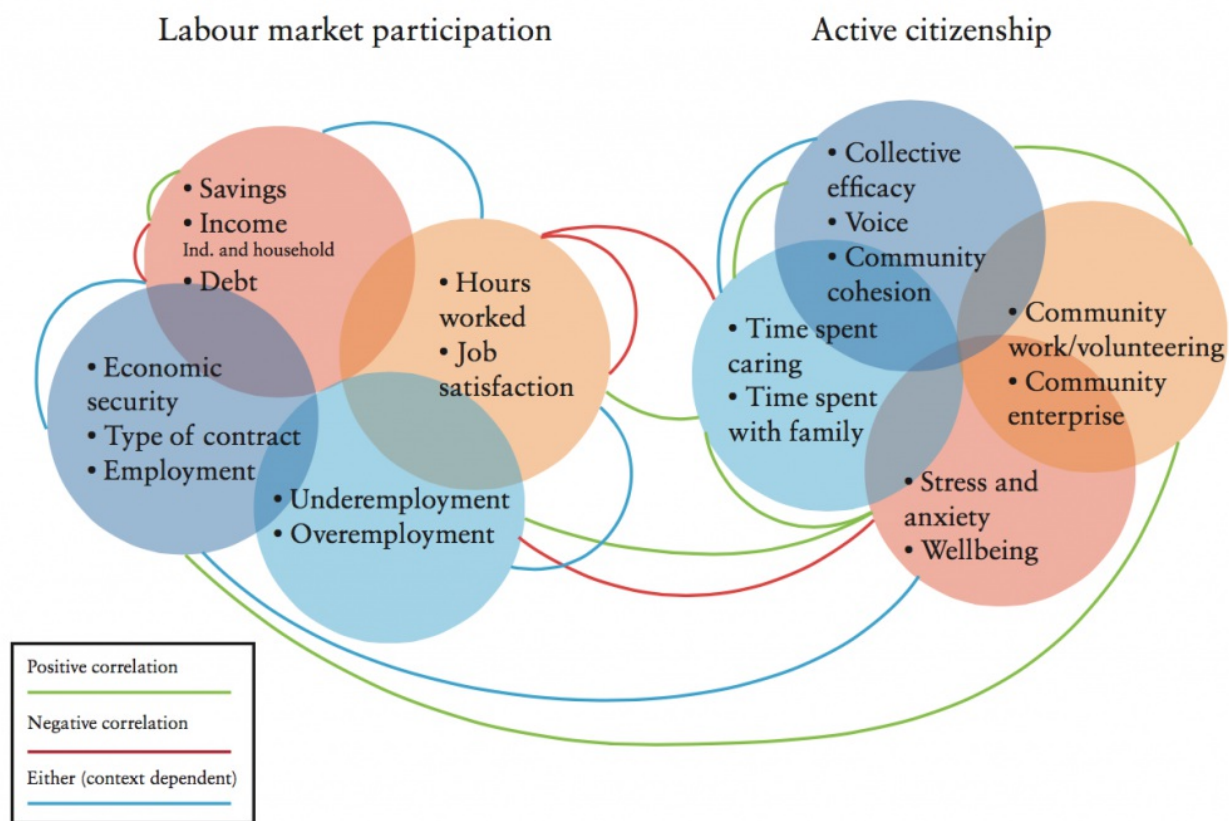 Labour market participation
Active citizenship
• Savings
• Income
Ind. and household
• Debt
• Hours
worked
• Job
satisfaction
• Economic
security
• Type of contract
• Employment
• Underemployment
• Overemployment
• Collective
efficacy
• Voice
• Community
cohesion
• Time spent
caring
• Time spent
with family
• Community
work/volunteering
• Community
enterprise
• Stress and
anxiety
• Wellbeing
Positive correlation
Negative correlation
Either (context dependent)